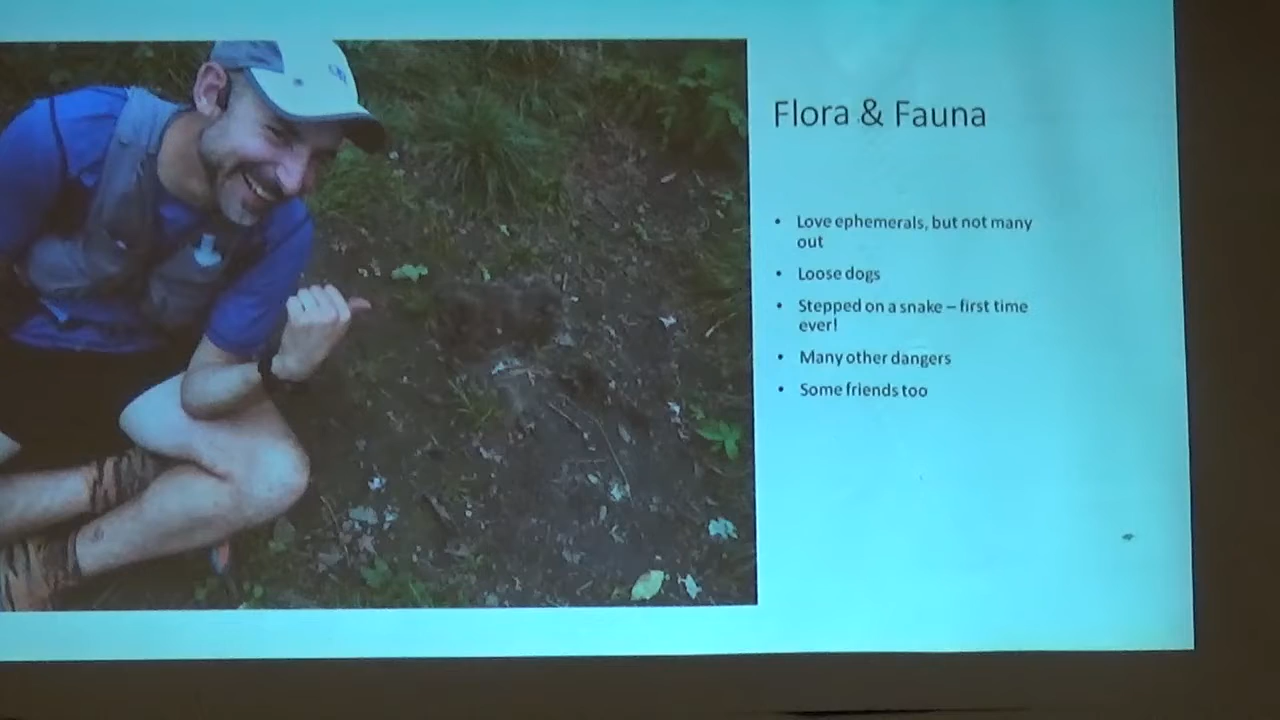 Flora & Fauna
• Love ephemerals, but not many
out
• Loose dogs
• Stepped on a snake – first time
ever!
• Many other dangers
• Some friends too